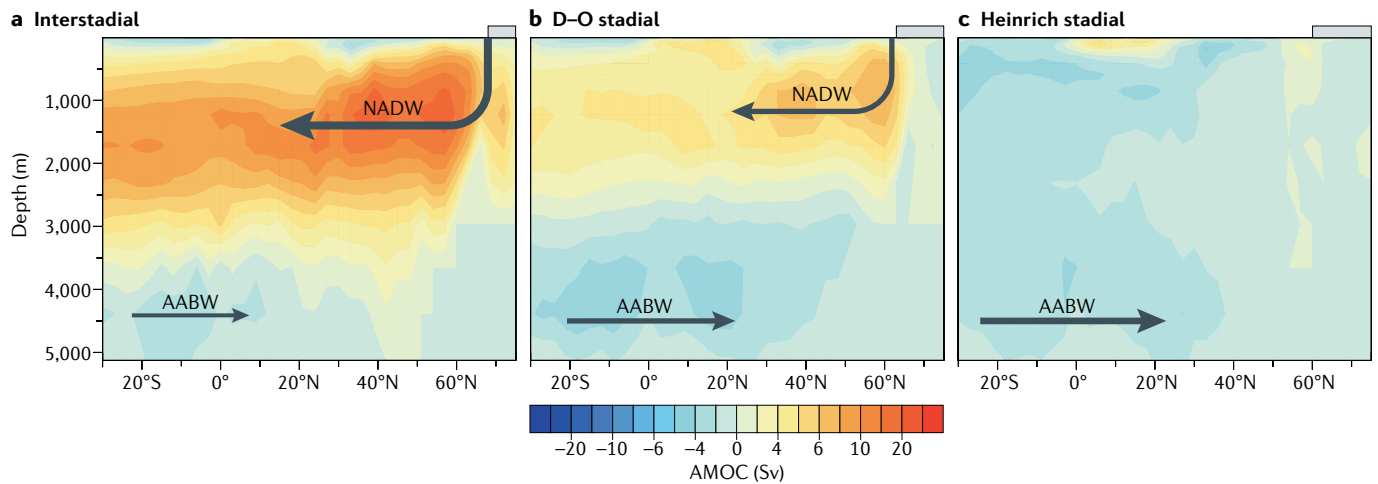 a Interstadial
b D–O stadial
c Heinrich stadial
NADW
NADW
1,000
2,000
3,000
4,000
5,000
Depth (m)
AABW
AABW
AABW
20°S 0° 20°N 40°N 60°N
20°S 0° 20°N 40°N 60°N
20°S 0° 20°N 40°N 60°N
–20 –10 –6 –4 0 4 6 10 20
AMOC (Sv)